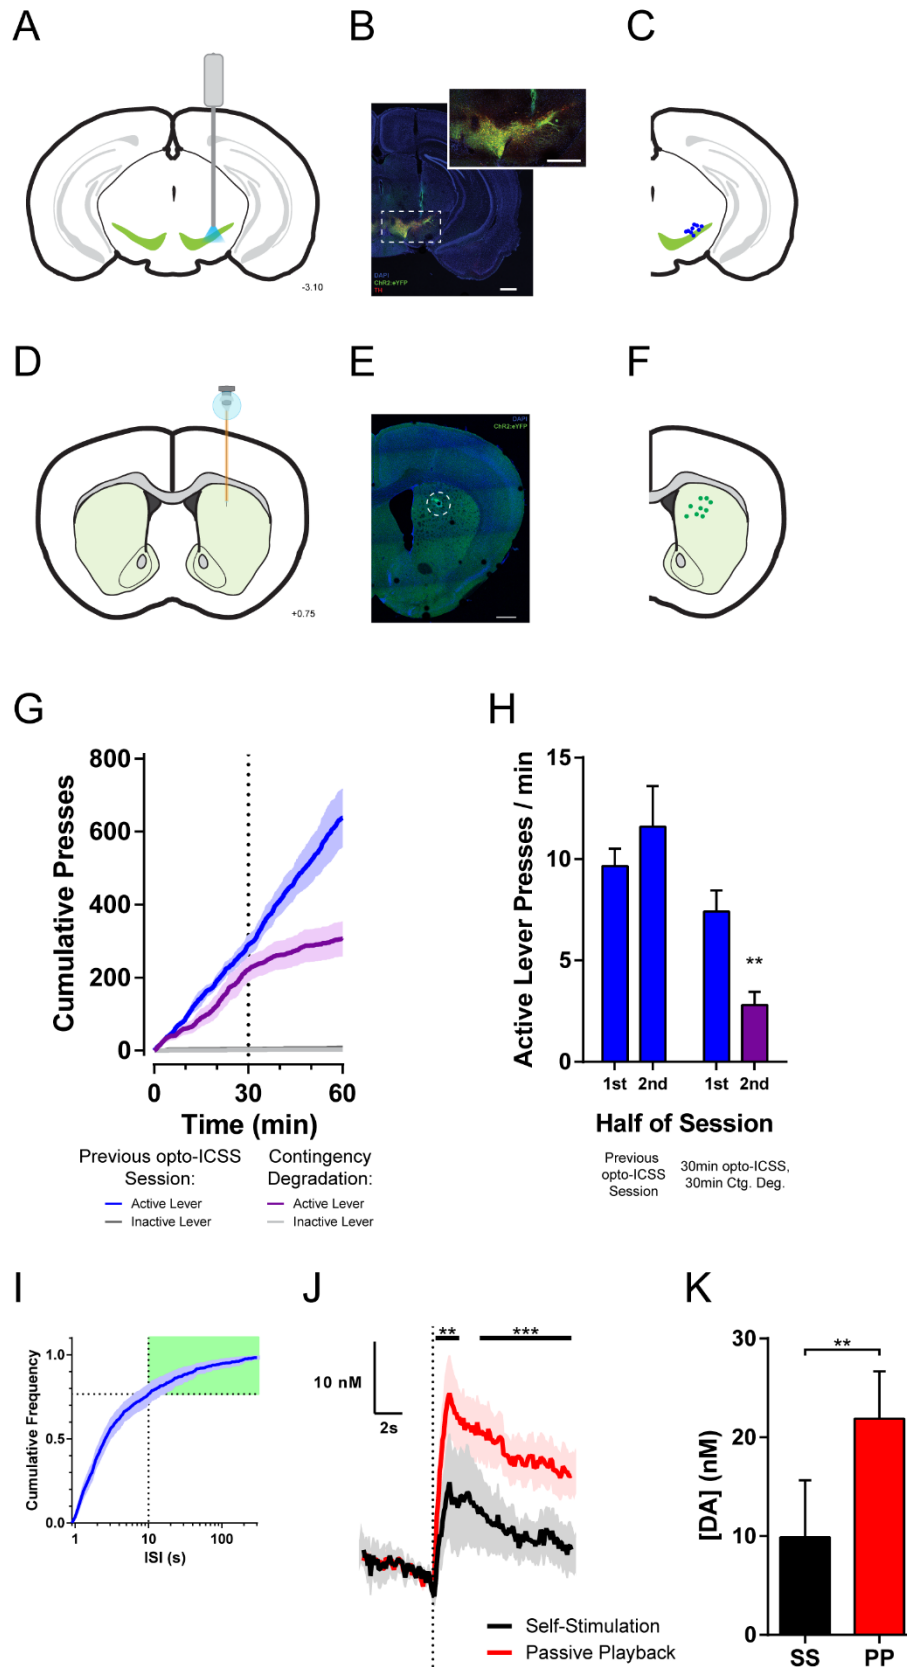 A
B
C
-3.10
DAPI
ChR2:eYFP
TH
D
E
F
+0.75
DAPI
ChR2:eYFP
G
H
Cumulative Presses
800
600
400
200
0
0
30
60
Time (min)
Previous opto-ICSS
Session:
Active Lever
Inactive Lever
Contingency
Degradation:
Active Lever
Inactive Lever
Active Lever Presses / min
15
10
5
0
**
1st
2nd
1st
2nd
Half of Session
Previous
opto-ICSS
Session
30min opto-ICSS,
30min Ctg. Deg.
I
J
K
Cumulative Frequency
1.0
0.5
0.0
1
10
100
ISI (s)
10 nM
2s
**
***
Self-Stimulation
Passive Playback
[DA] (nM)
30
20
10
0
**
SS
PP